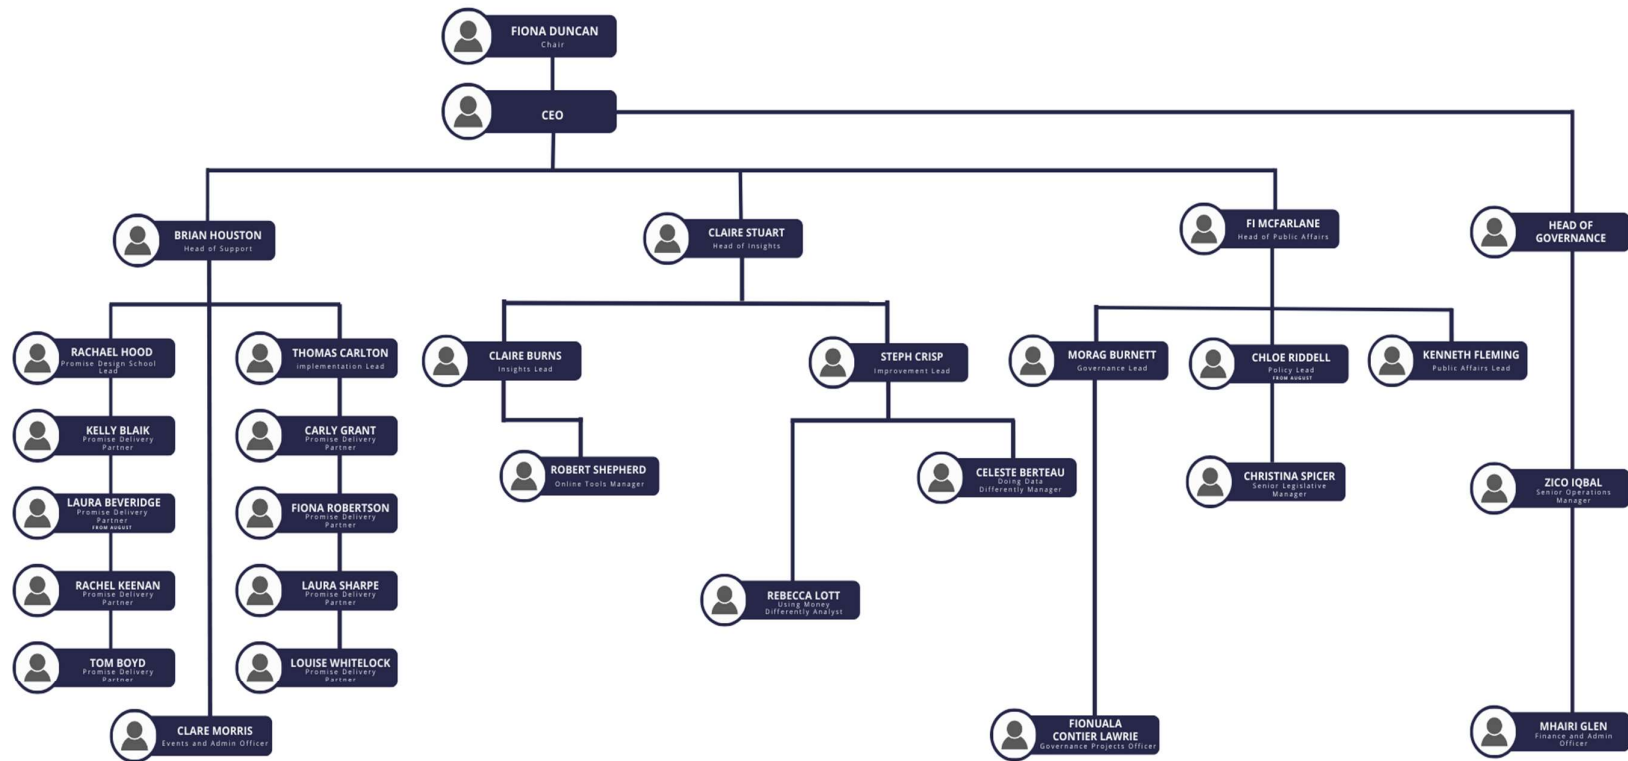 FIONA DUNCAN
Chair
CEO
BRIAN HOUSTON
Head of Support
CLAIRE STUART
Head of Insights
FI MCFARLANE
Head of Public Affairs
HEAD OF
GOVERNANCE
RACHAEL HOOD
Promise Design School
Lead
THOMAS CARLTON
implementation Lead
CLAIRE BURNS
Insights Lead
STEPH CRISP
Improvement Lead
MORAG BURNETT
Governance Lead
CHLOE RIDDELL
Policy Lead
FROM AUGUST
KENNETH FLEMING
Public Affairs Lead
KELLY BLAIK
Promise Delivery
Partner
CARLY GRANT
Promise Delivery
Partner
ROBERT SHEPHERD
Online Tools Manager
CELESTE BERTEAU
Doing Data
Differently Manager
CHRISTINA SPICER
Senior Legislative
Manager
ZICO IQBAL
Senior Operations
Manager
LAURA BEVERIDGE
Promise Delivery
Partner
FROM AUGUST
FIONA ROBERTSON
Promise Delivery
Partner
RACHEL KEENAN
Promise Delivery
Partner
LAURA SHARPE
Promise Delivery
Partner
REBECCA LOTT
Using Money
Differently Analyst
TOM BOYD
Promise Delivery
Partner
LOUISE WHITELOCK
Promise Delivery
Partner
CLARE MORRIS
Events and Admin Officer
FIONUALA
CONTIER LAWRIE
Governance Projects Officer
MHAIRI GLEN
Finance and Admin
Officer